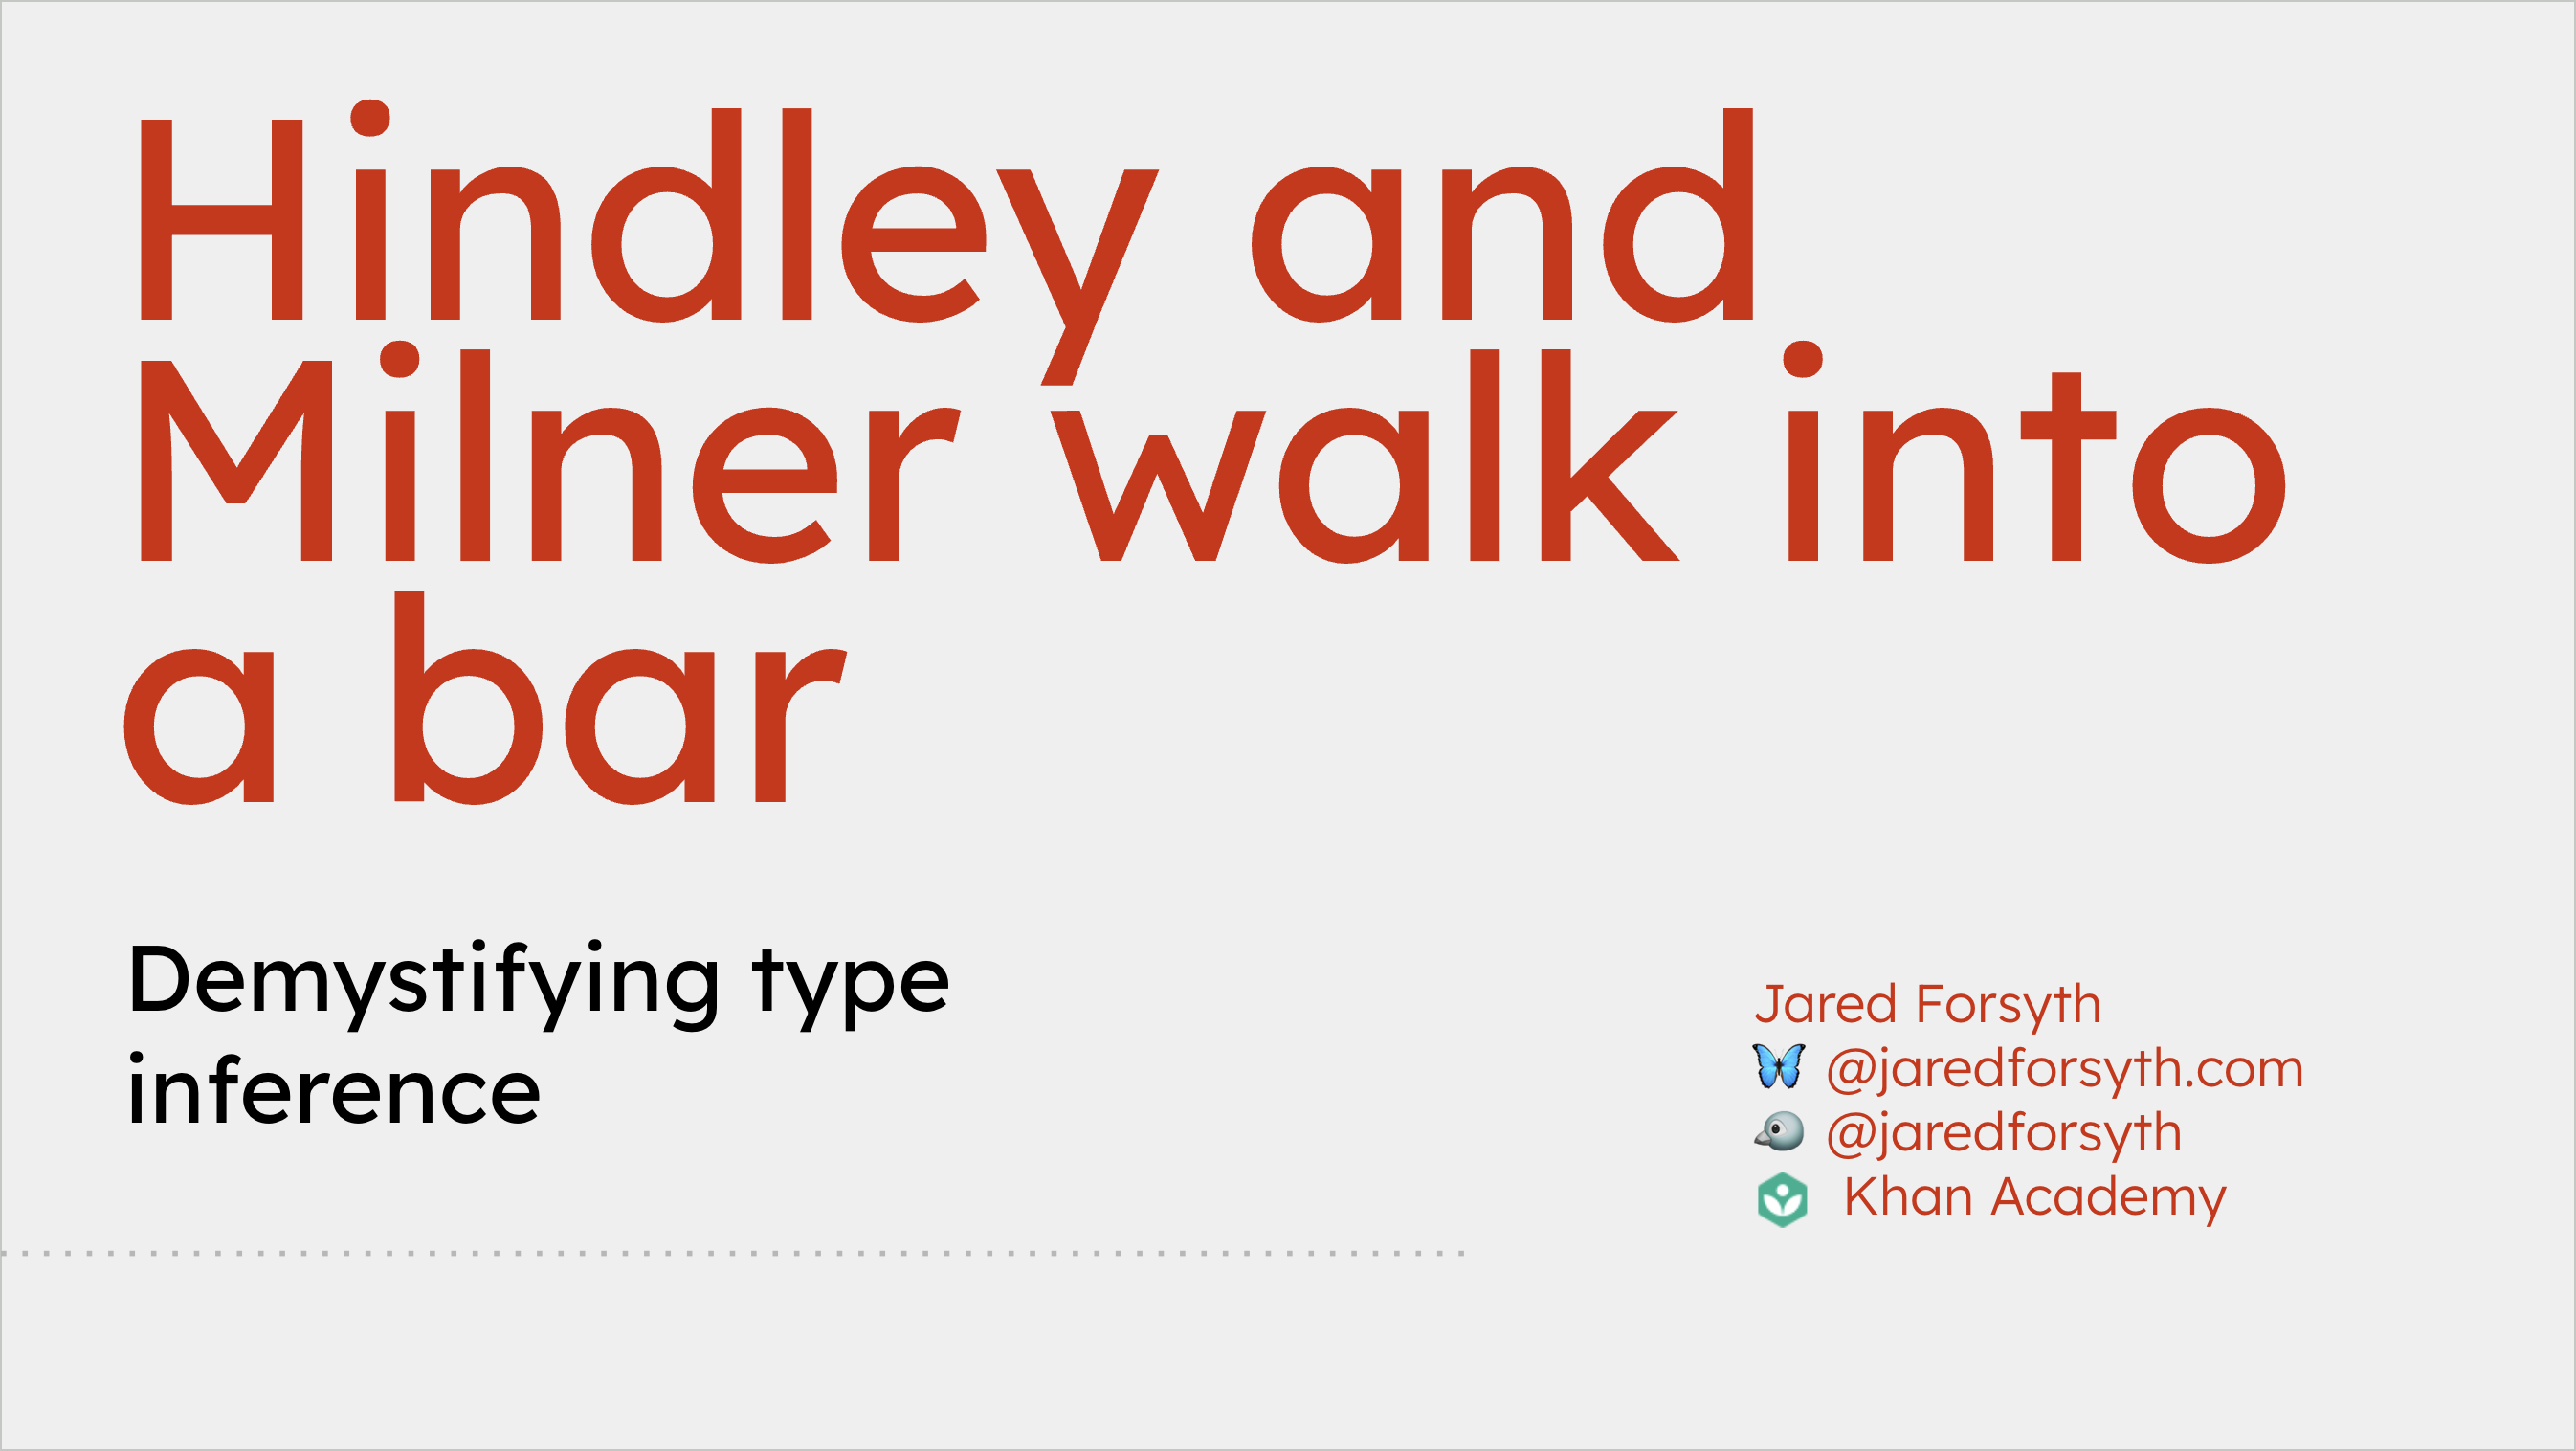 Hindley and
Milner walk into
a bar
Demystifying type
inference
Jared Forsyth
🦋 @jaredforsyth.com
🐦 @jaredforsyth
Khan Academy